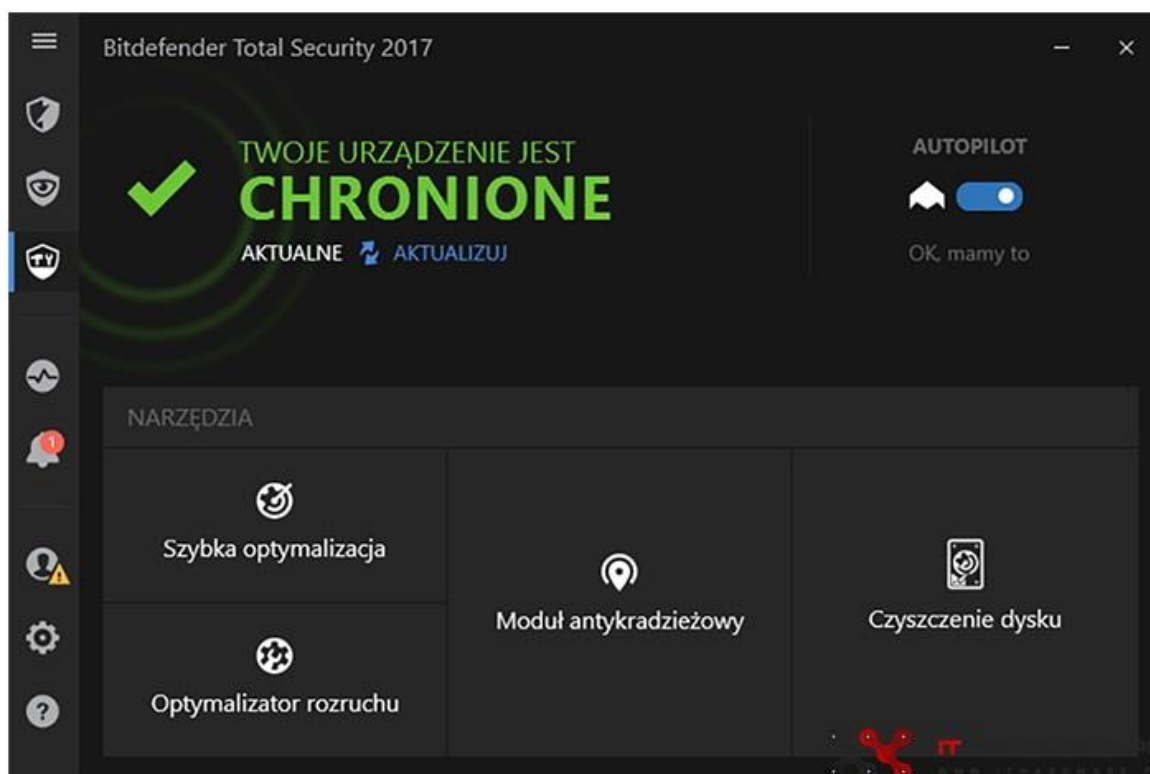 Bitdefender Total Security 2017
TWOJE URZĄDZENIE JEST
CHRONIONE
AKTUALNE AKTUALIZUJ
AUTOPILOT
OK, mamy to
1
NARZĘDZIA
Szybka optymalizacja
Optymalizator rozruchu
Moduł antykradzieżowy
Czyszczenie dysku
IT